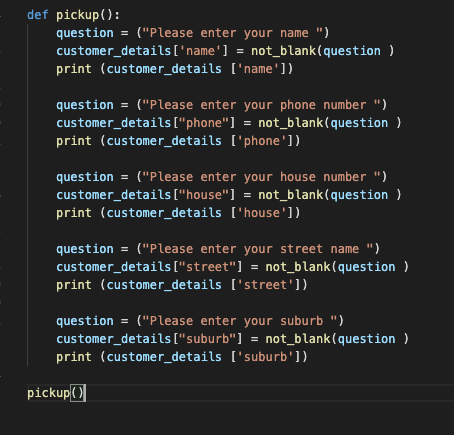 def pickup():
question = ("Please enter your name ")
customer_details['name'] = not_blank(question )
print (customer_details ['name'])
question = ("Please enter your phone number ")
customer_details["phone"] = not_blank(question )
print (customer_details ['phone'])
question = ("Please enter your house number ")
customer_details["house"] = not_blank(question )
print (customer_details ['house'])
question = ("Please enter your street name ")
customer_details["street"] = not_blank(question )
print (customer_details ['street'])
question = ("Please enter your suburb ")
customer_details["suburb"] = not_blank(question )
print (customer_details ['suburb'])
pickup()